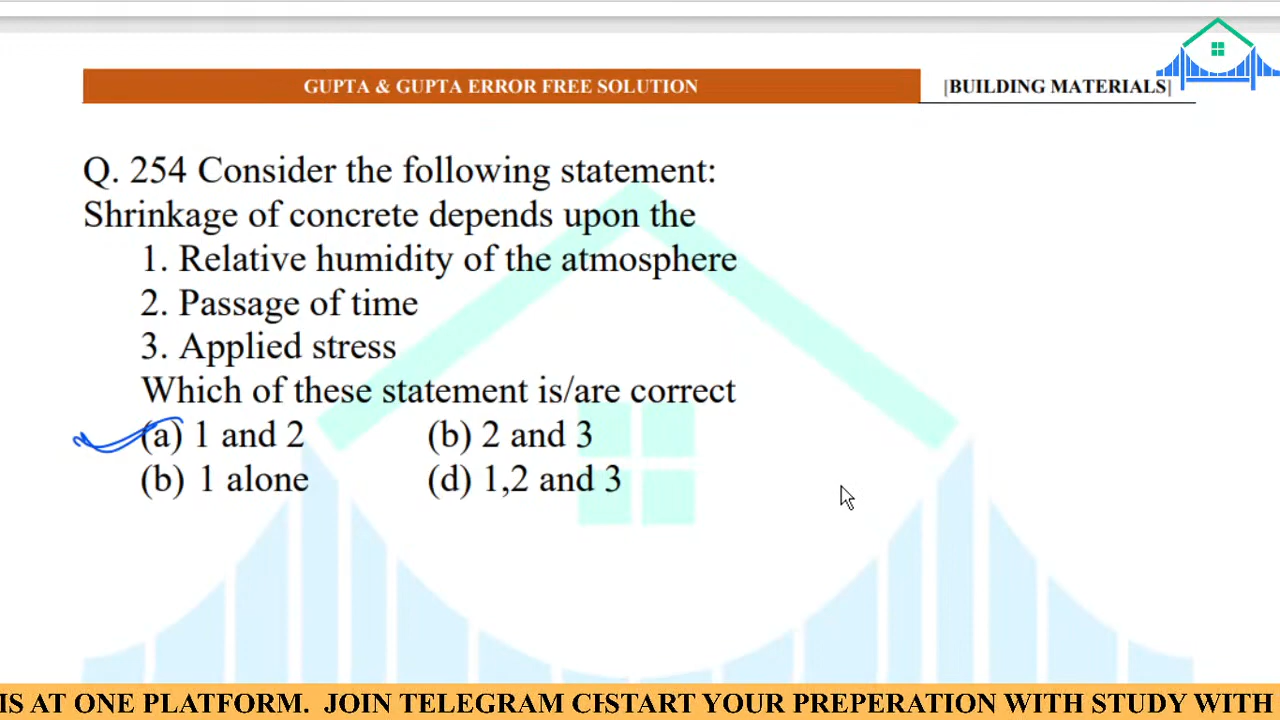 GUPTA & GUPTA ERROR FREE SOLUTION
|BUILDING MATERIALS|
Q. 254 Consider the following statement:
Shrinkage of concrete depends upon the
1. Relative humidity of the atmosphere
2. Passage of time
3. Applied stress
Which of these statement is/are correct
(a) 1 and 2 (b) 2 and 3
(b) 1 alone (d) 1,2 and 3
IS AT ONE PLATFORM. JOIN TELEGRAM START YOUR PREPERATION WITH STUDY WITH